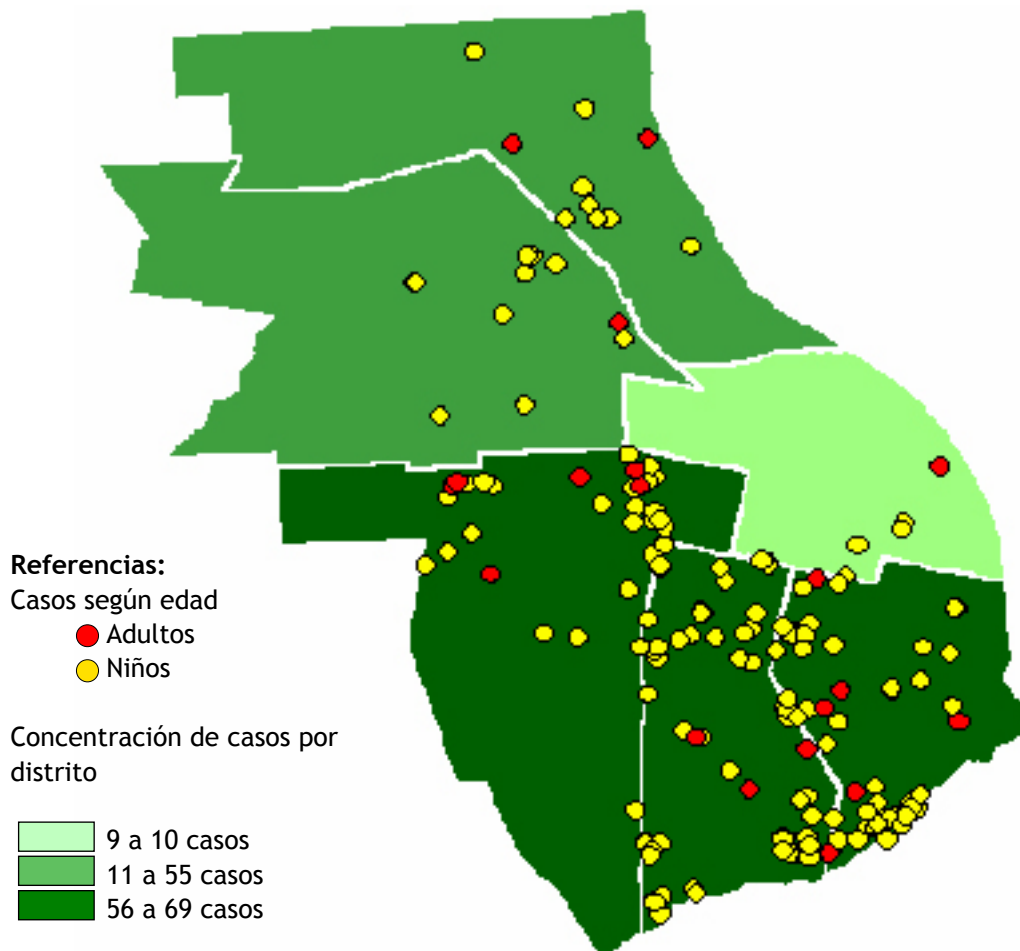 Referencias:
Casos según edad
Adultos
Niños
Concentración de casos por
distrito
9 a 10 casos
11 a 55 casos
56 a 69 casos